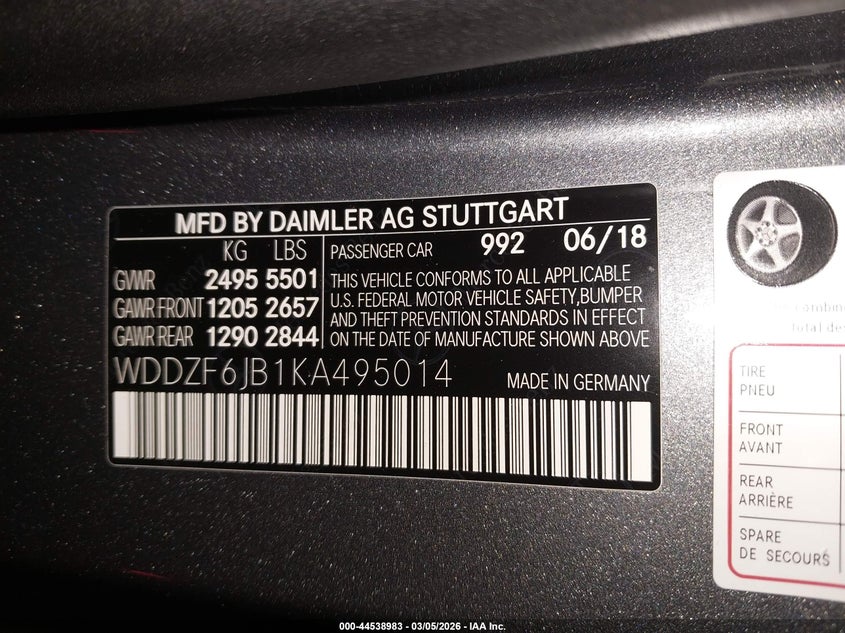 MFD BY DAIMLER AG STUTTGART
KG LBS
GVWR 2495 5501
GAWR FRONT 1205 2657
GAWR REAR 1290 2844
PASSENGER CAR 992 06/18
THIS VEHICLE CONFORMS TO ALL APPLICABLE
U.S. FEDERAL MOTOR VEHICLE SAFETY,BUMPER
AND THEFT PREVENTION STANDARDS IN EFFECT
ON THE DATE OF MANUFACTURE SHOWN ABOVE
WDDZF6JB1KA495014 MADE IN GERMANY
combine
total de
TIRE
PNEU
FRONT
AVANT
REAR
ARRIÈRE
SPARE
DE SECOURS
000-44538983 - 03/05/2026 - IAA Inc.